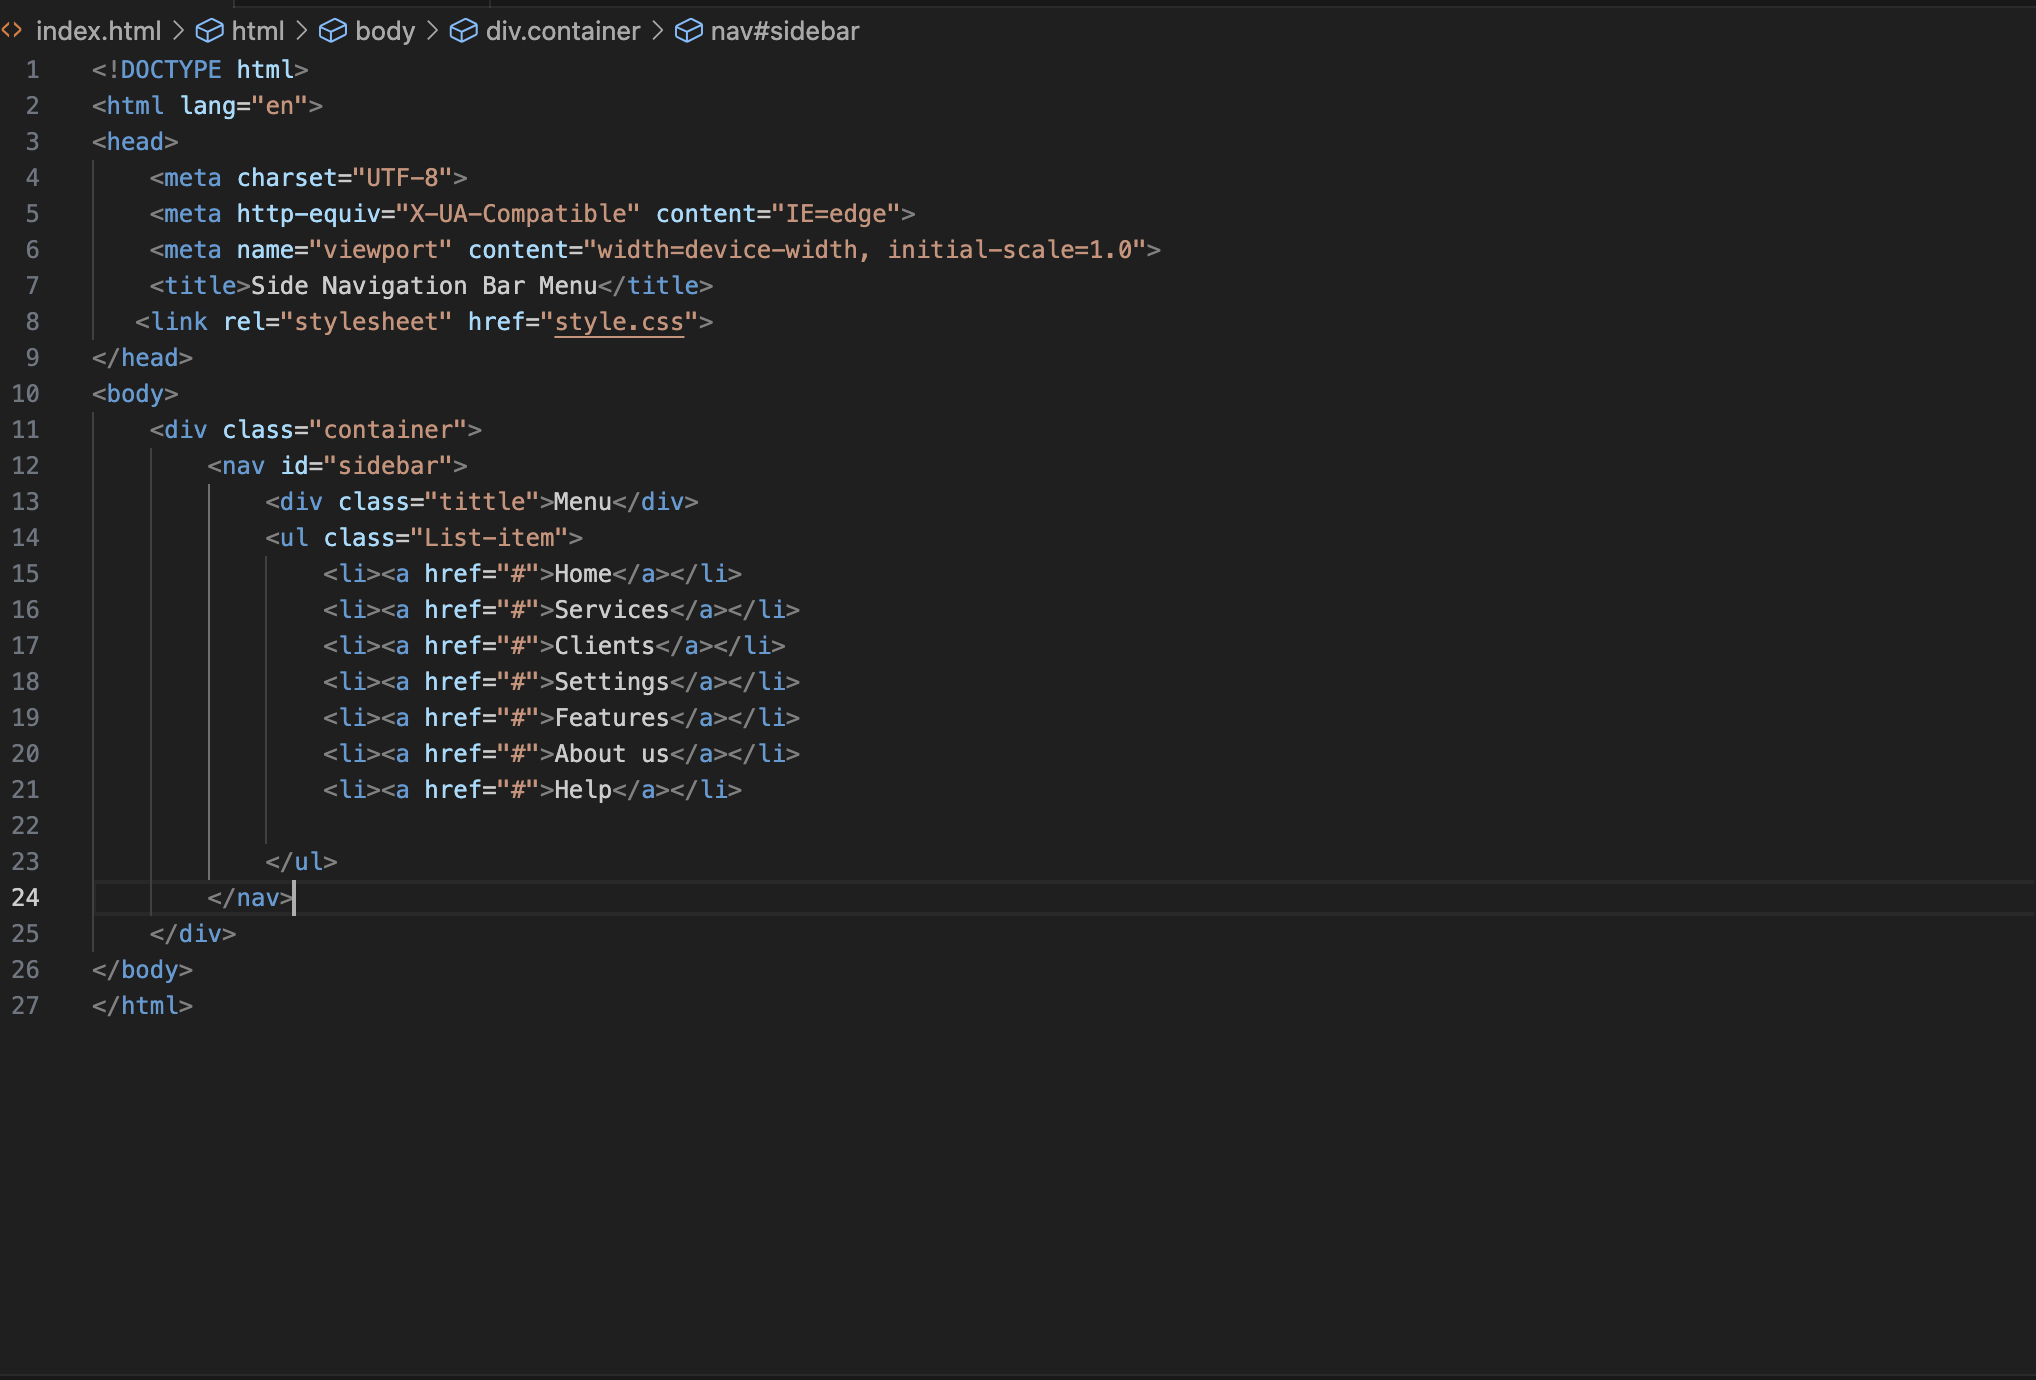 index.html > html > body > div.container > nav#sidebar
1 <!DOCTYPE html>
2 <html lang="en">
3 <head>
4     <meta charset="UTF-8">
5     <meta http-equiv="X-UA-Compatible" content="IE=edge">
6     <meta name="viewport" content="width=device-width, initial-scale=1.0">
7     <title>Side Navigation Bar Menu</title>
8    <link rel="stylesheet" href="style.css">
9 </head>
10 <body>
11     <div class="container">
12         <nav id="sidebar">
13             <div class="tittle">Menu</div>
14             <ul class="List-item">
15                 <li><a href="#">Home</a></li>
16                 <li><a href="#">Services</a></li>
17                 <li><a href="#">Clients</a></li>
18                 <li><a href="#">Settings</a></li>
19                 <li><a href="#">Features</a></li>
20                 <li><a href="#">About us</a></li>
21                 <li><a href="#">Help</a></li>
22
23             </ul>
24         </nav>
25     </div>
26 </body>
27 </html>